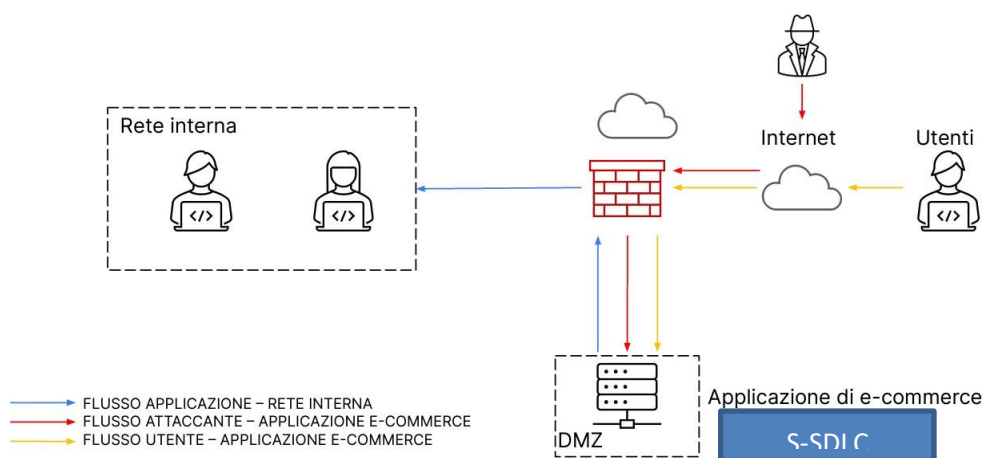 Rete interna
Internet
Utenti
Applicazione di e-commerce
S-SDLC
DMZ
FLUSSO APPLICAZIONE – RETE INTERNA
FLUSSO ATTACCANTE – APPLICAZIONE E-COMMERCE
FLUSSO UTENTE – APPLICAZIONE E-COMMERCE